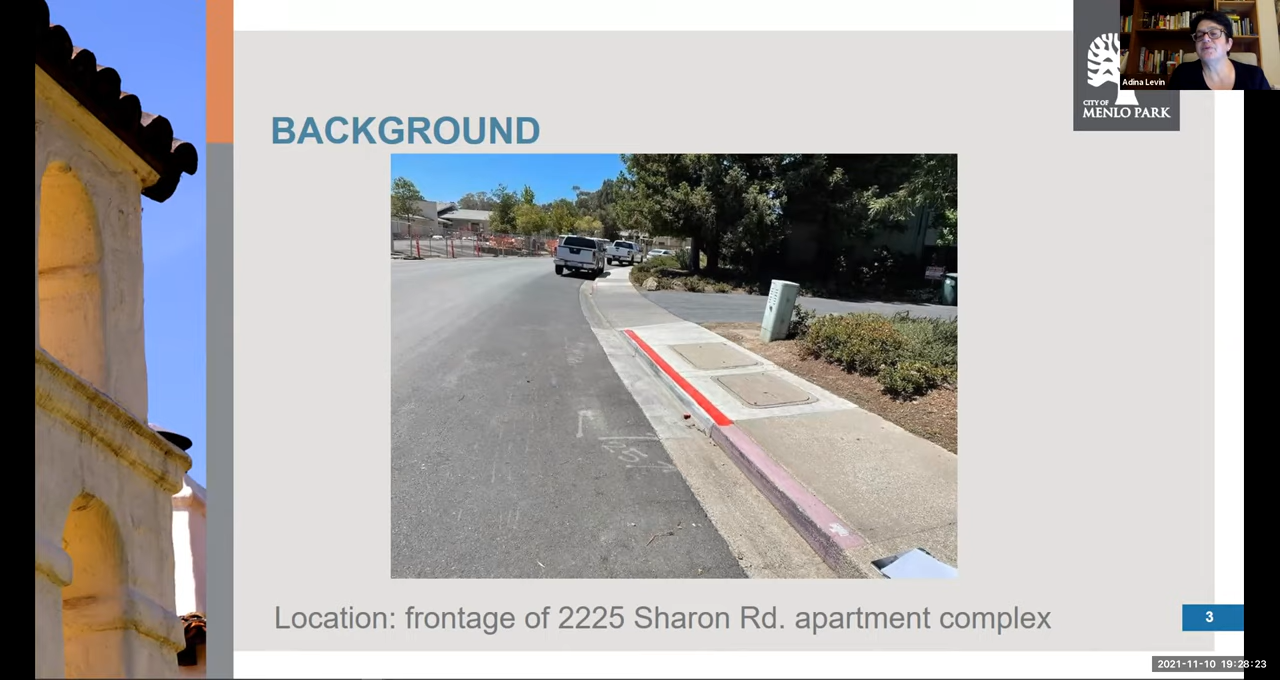 Adina Levin
CITY OF
MENLO PARK
BACKGROUND
Location: frontage of 2225 Sharon Rd. apartment complex
3
2021-11-10 19:28:23